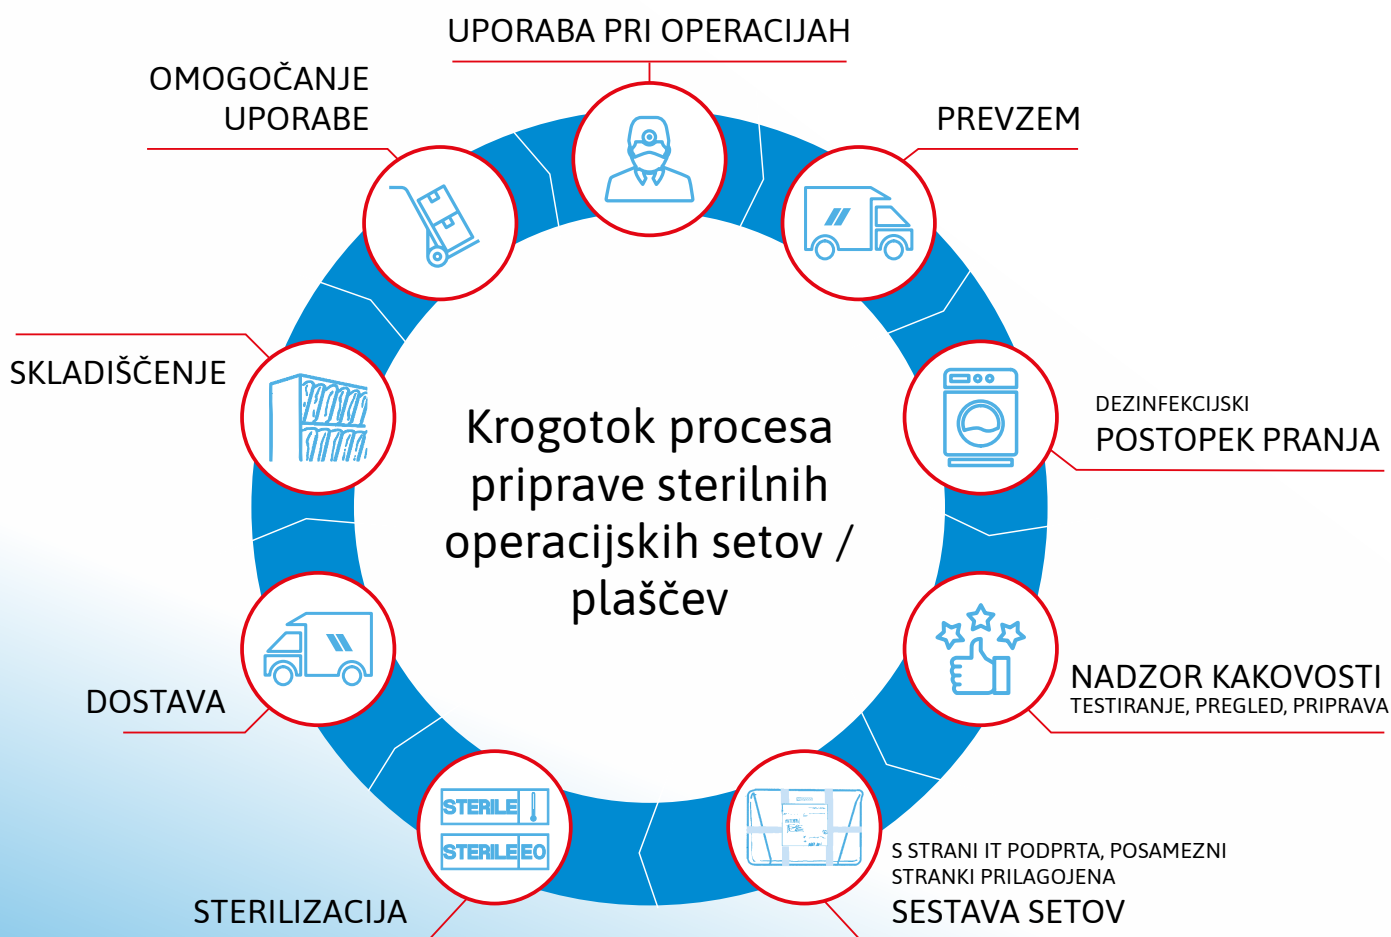 UPORABA PRI OPERACIJAH
OMOGOČANJE
UPORABE
PREVZEM
SKLADIŠČENJE
DEZINFEKCIJSKI
POSTOPEK PRANJA
Krogotok procesa
priprave sterilnih
operacijskih setov /
plaščev
NADZOR KAKOVOSTI
TESTIRANJE, PREGLED, PRIPRAVA
DOSTAVA
STERILE
STERILE EO
S STRANI IT PODPRTA, POSAMEZNI
STRANKI PRILAGOJENA
SESTAVA SETOV
STERILIZACIJA